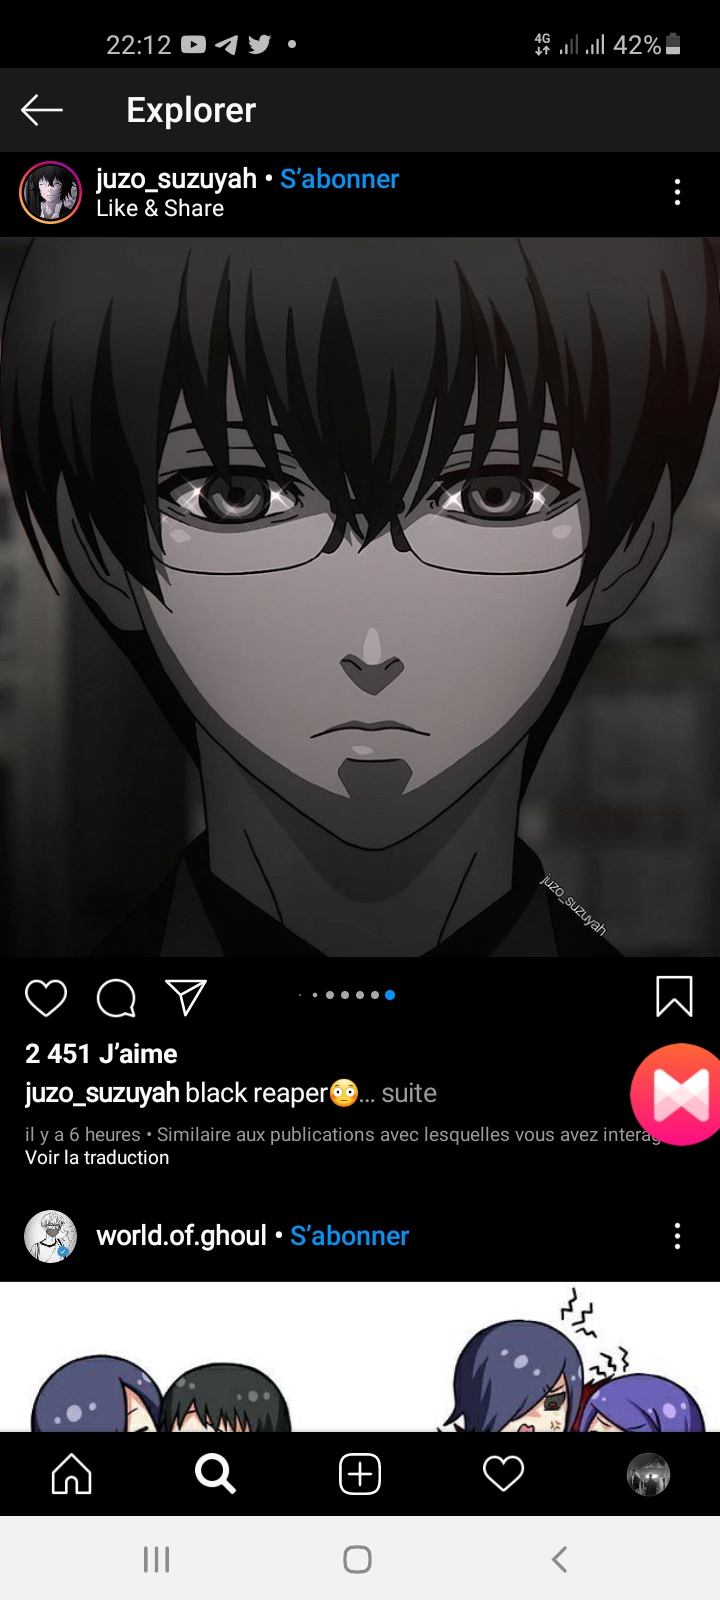 22:12
4G
42%
Explorer
juzo_suzuyah • S’abonner
Like & Share
juzo_suzuyah
2 451 J’aime
juzo_suzuyah black reaper😳... suite
il y a 6 heures • Similaire aux publications avec lesquelles vous avez interag
Voir la traduction
world.of.ghoul • S’abonner